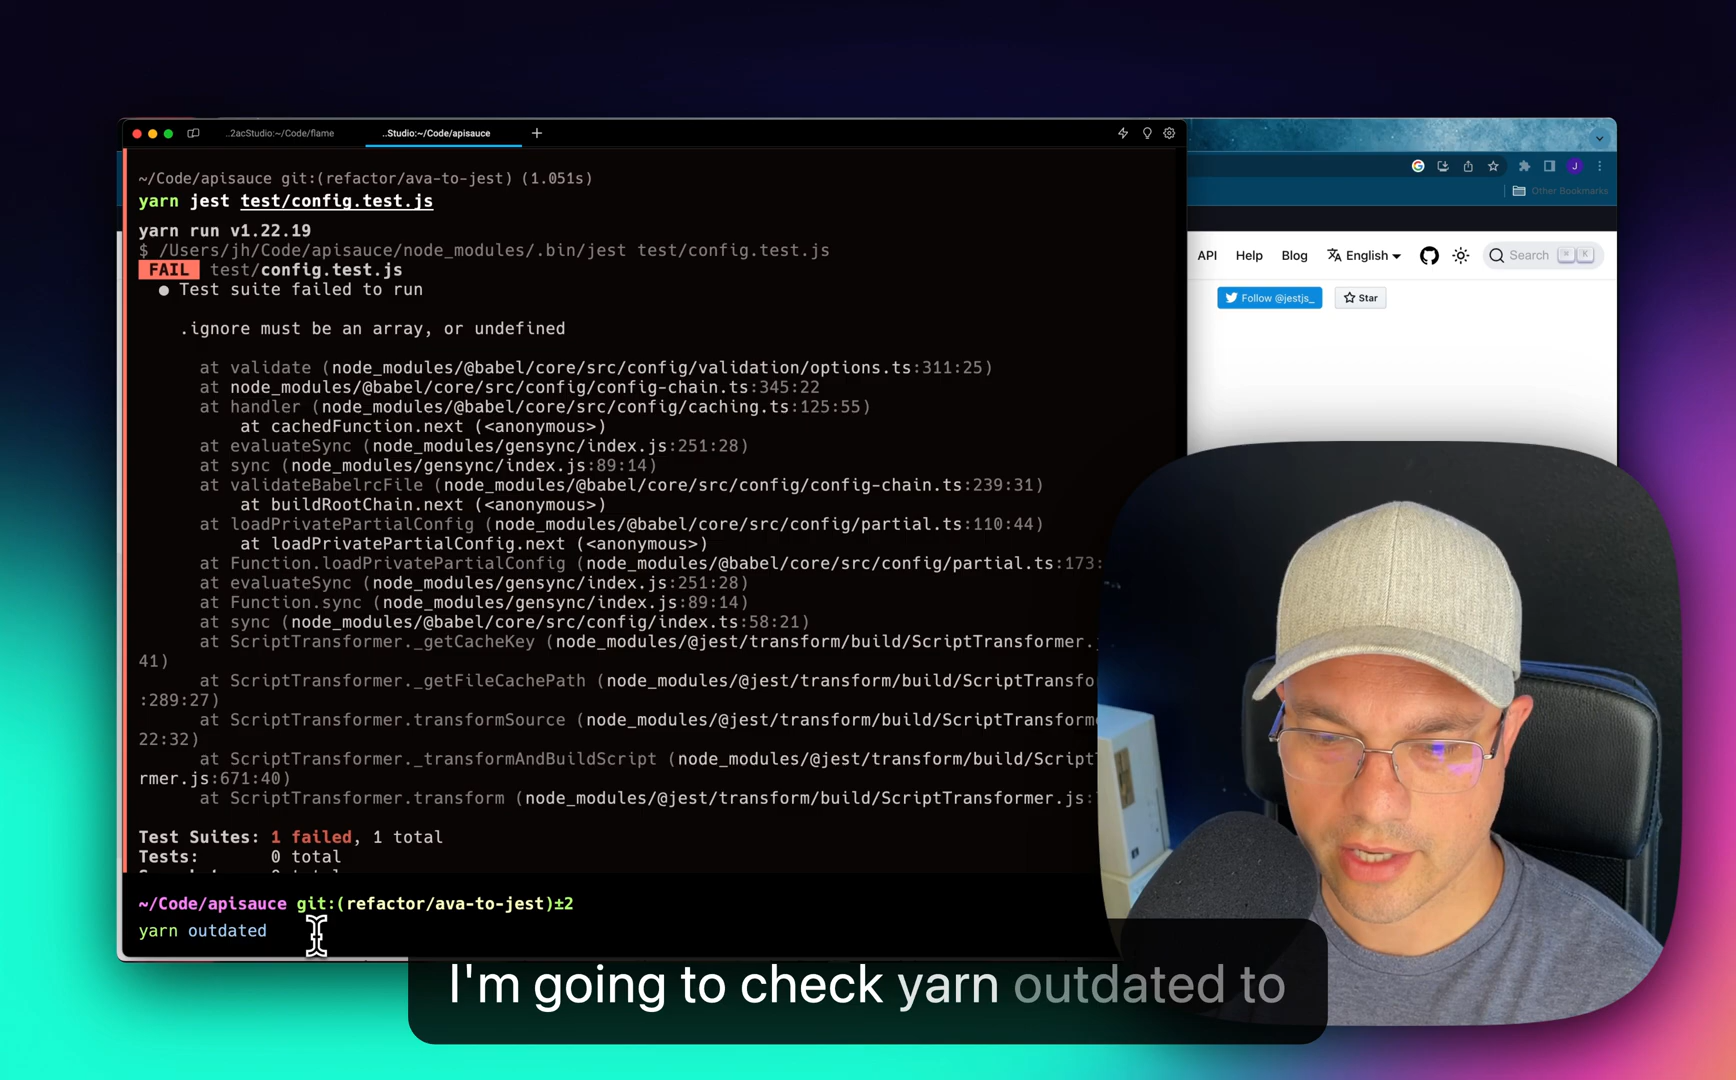 ..2acStudio:~/Code/flame
..Studio:~/Code/apisauce
~/Code/apisauce git:(refactor/ava-to-jest) (1.051s)
yarn jest test/config.test.js
yarn run v1.22.19
$ /Users/jh/Code/apisauce/node_modules/.bin/jest test/config.test.js
FAIL test/config.test.js
● Test suite failed to run
.ignore must be an array, or undefined
at validate (node_modules/@babel/core/src/config/validation/options.ts:311:25)
at node_modules/@babel/core/src/config/config-chain.ts:345:22
at handler (node_modules/@babel/core/src/config/caching.ts:125:55)
at cachedFunction.next (<anonymous>)
at evaluateSync (node_modules/gensync/index.js:251:28)
at sync (node_modules/gensync/index.js:89:14)
at validateBabelrcFile (node_modules/@babel/core/src/config/config-chain.ts:239:31)
at buildRootChain.next (<anonymous>)
at loadPrivatePartialConfig (node_modules/@babel/core/src/config/partial.ts:110:44)
at loadPrivatePartialConfig.next (<anonymous>)
at Function.loadPrivatePartialConfig (node_modules/@babel/core/src/config/partial.ts:173:
at evaluateSync (node_modules/gensync/index.js:251:28)
at Function.sync (node_modules/gensync/index.js:89:14)
at sync (node_modules/@babel/core/src/config/index.ts:58:21)
at ScriptTransformer._getCacheKey (node_modules/@jest/transform/build/ScriptTransformer.
41)
at ScriptTransformer._getFileCachePath (node_modules/@jest/transform/build/ScriptTransfo
:289:27)
at ScriptTransformer.transformSource (node_modules/@jest/transform/build/ScriptTransform
22:32)
at ScriptTransformer._transformAndBuildScript (node_modules/@jest/transform/build/Script
rmer.js:671:40)
at ScriptTransformer.transform (node_modules/@jest/transform/build/ScriptTransformer.js:
Test Suites: 1 failed, 1 total
Tests: 0 total
~/Code/apisauce git:(refactor/ava-to-jest)±2
yarn outdated
J
Other Bookmarks
API Help Blog English Search ⌘ K
Follow @jestjs_ Star
I'm going to check yarn outdated to